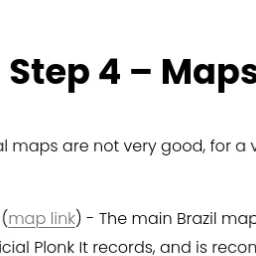 Step 4 – Maps
al maps are not very good, for a v
(map link) - The main Brazil map
icial Plonk It records, and is recon